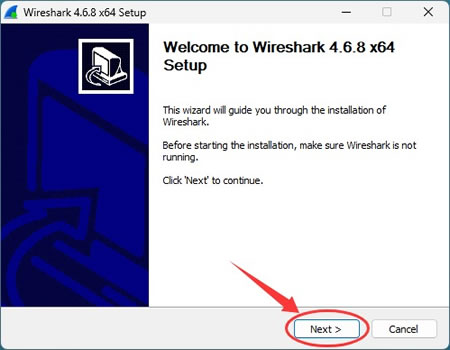 Wireshark 4.6.8 x64 Setup
Welcome to Wireshark 4.6.8 x64
Setup
This wizard will guide you through the installation of
Wireshark.
Before starting the installation, make sure Wireshark is not
running.
Click 'Next' to continue.
Next >
Cancel